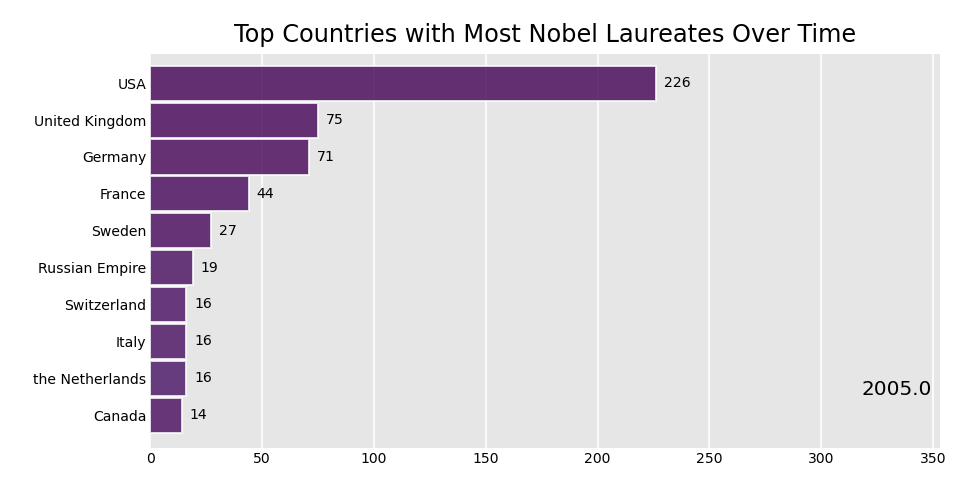 Top Countries with Most Nobel Laureates Over Time
USA 226
United Kingdom 75
Germany 71
France 44
Sweden 27
Russian Empire 19
Switzerland 16
Italy 16
the Netherlands 16
2005.0
Canada 14
0 50 100 150 200 250 300 350